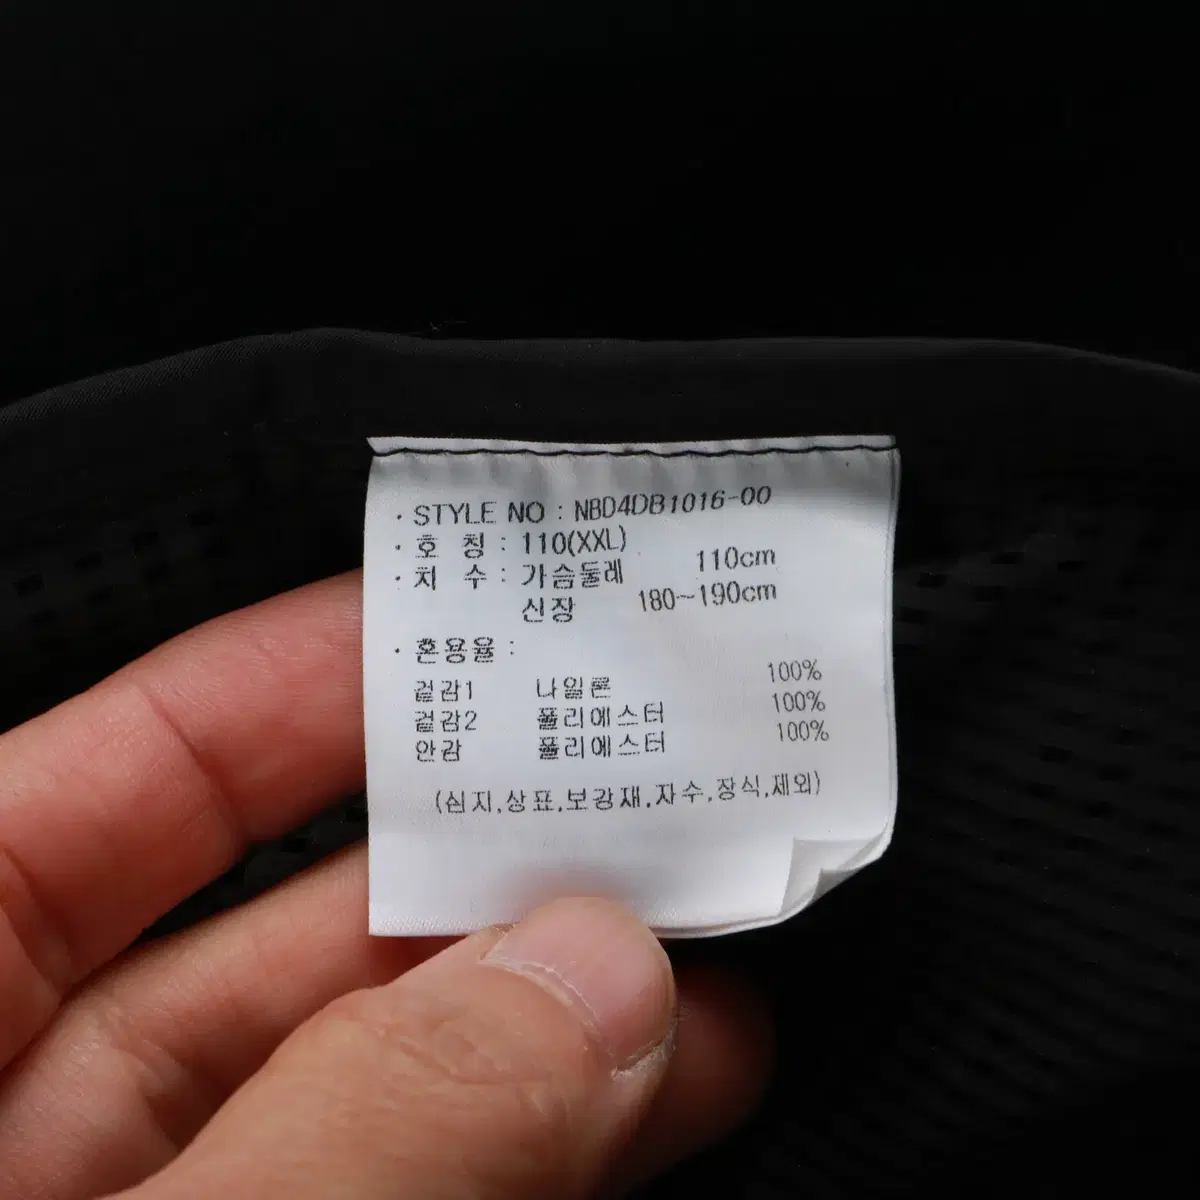 · STYLE NO : NBD4DB1016-00
· 호 칭 : 110(XXL)
· 치 수 : 가슴둘레 110cm
신장 180~190cm
· 혼용율 :
겉감1 나일론 100%
겉감2 폴리에스터 100%
안감 폴리에스터 100%
(심지,상표,보강재,자수,장식,제외)